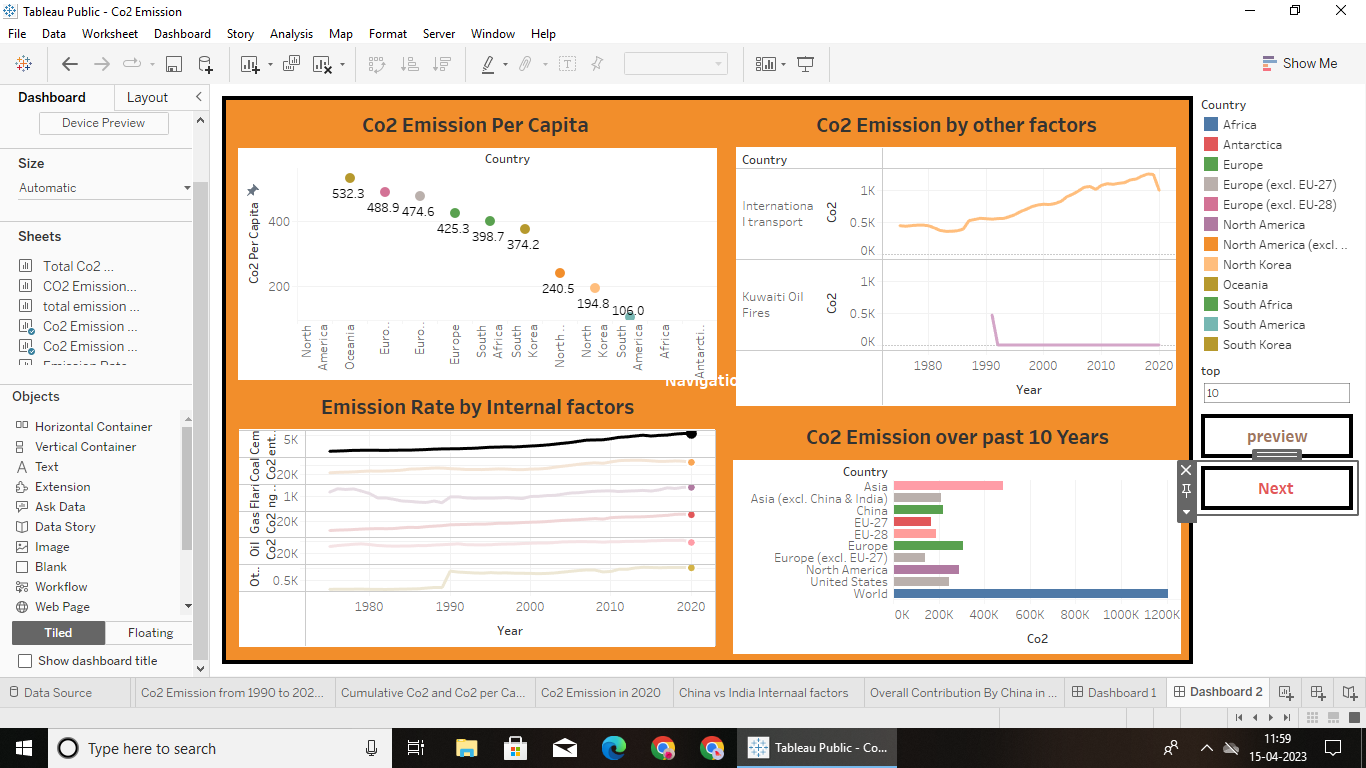 Tableau Public - Co2 Emission
File Data Worksheet Dashboard Story Analysis Map Format Server Window Help
Show Me
Dashboard Layout
Device Preview
Size
Automatic
Sheets
Total Co2 ...
CO2 Emission...
total emission ...
Co2 Emission ...
Co2 Emission ...
Objects
Horizontal Container
Vertical Container
Text
Extension
Ask Data
Data Story
Image
Blank
Workflow
Web Page
Tiled Floating
Show dashboard title
Co2 Emission Per Capita
Country
Co2 Per Capita
400
200
532.3
488.9
474.6
425.3
398.7
374.2
240.5
194.8
106.0
North America
Oceania
Euro..
Euro..
Europe
South Africa
South Korea
North ..
North Korea
South America
Africa
Antarcti..
Co2 Emission by other factors
Country
Internationa
l transport
Co2
1K
0.5K
0K
Kuwaiti Oil
Fires
Co2
1K
0.5K
0K
1980 1990 2000 2010 2020
Year
Navigatio
Emission Rate by Internal factors
Cem ent..
5K
Coal Co2
20K
Flari ng ..
1K
Gas Co2
20K
Oil Co2
20K
Ot..
0.5K
1980 1990 2000 2010 2020
Year
Co2 Emission over past 10 Years
Country
Asia
Asia (excl. China & India)
China
EU-27
EU-28
Europe
Europe (excl. EU-27)
North America
United States
World
0K 200K 400K 600K 800K 1000K 1200K
Co2
Country
Africa
Antarctica
Europe
Europe (excl. EU-27)
Europe (excl. EU-28)
North America
North America (excl. ..
North Korea
Oceania
South Africa
South America
South Korea
top
10
preview
Next
Data Source
Co2 Emission from 1990 to 202...
Cumulative Co2 and Co2 per Ca...
Co2 Emission in 2020
China vs India Internaal factors
Overall Contribution By China in ...
Dashboard 1
Dashboard 2
Type here to search
Tableau Public - Co...
11:59
15-04-2023